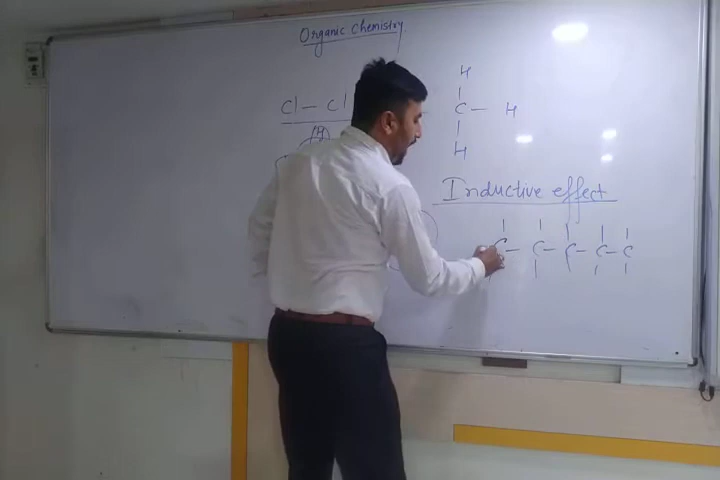 Organic Chemistry
H
Cl — Cl
C — H
H
Inductive effect
C — C — C — C — C